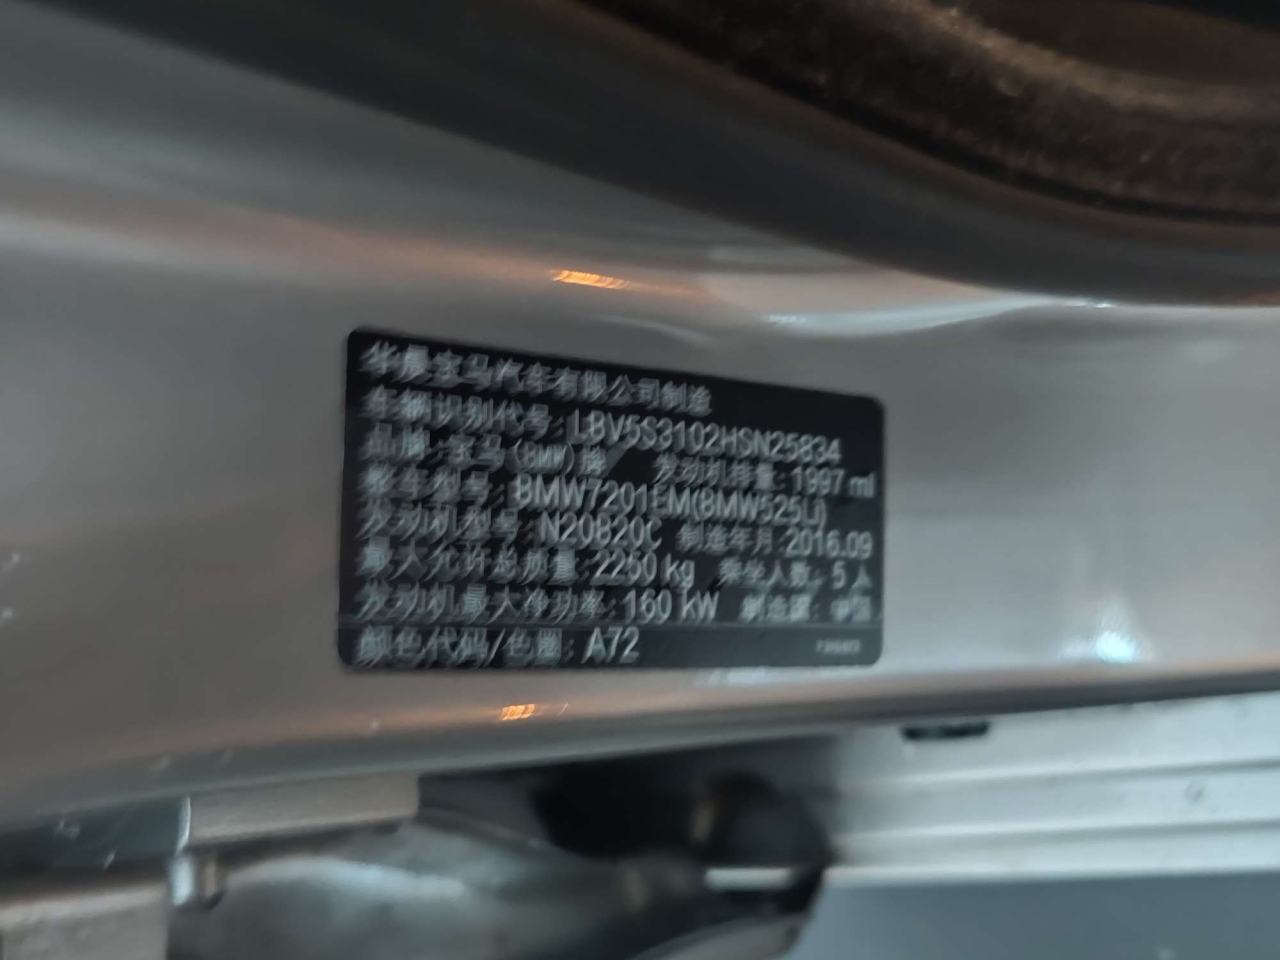 华晨宝马汽车有限公司制造
车辆识别代号:LBV5S3102HSN25834
品牌:宝马(BMW)牌 发动机排量:1997 ml
整车型号:BMW7201EM(BMW525Li)
发动机型号:N20B20C 制造年月:2016.09
最大允许总质量:2250 kg 乘坐人数:5人
发动机最大净功率:160 kW 制造国:中国
颜色代码/色圈:A72